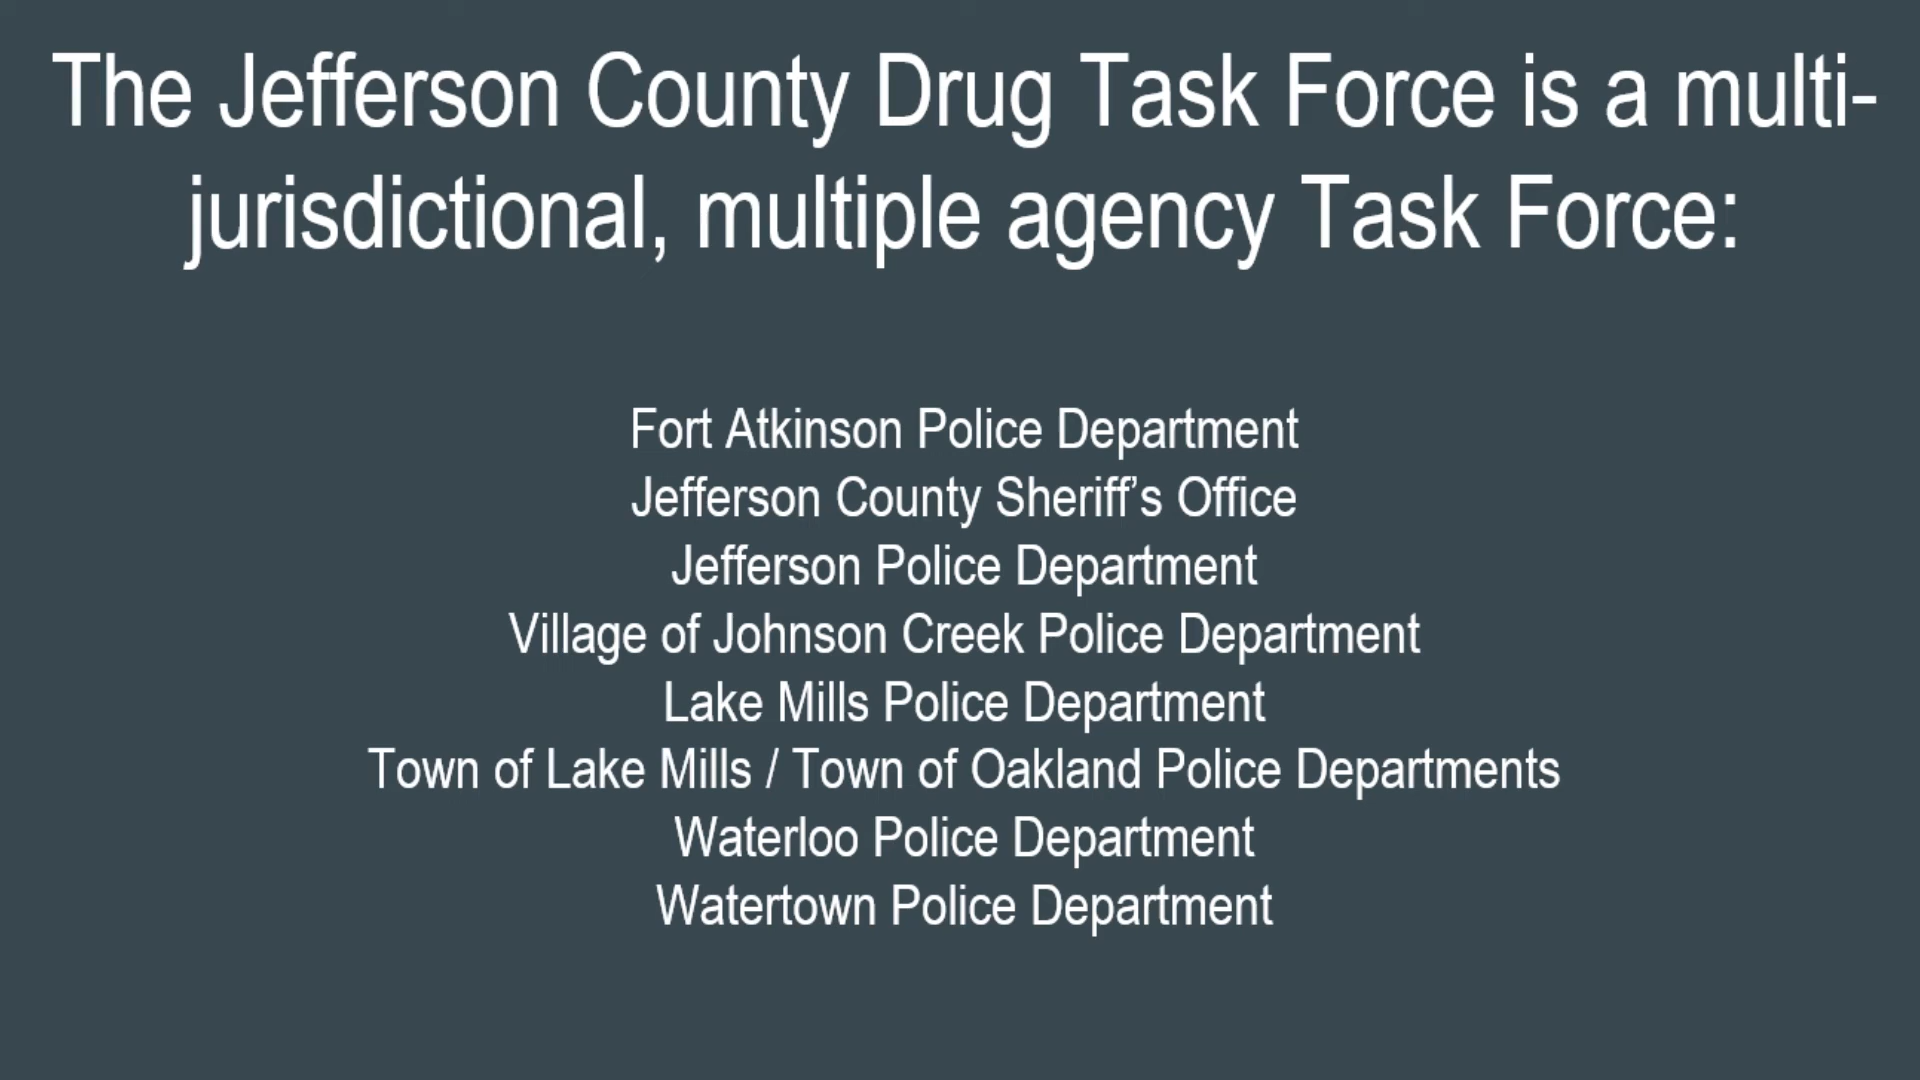 The Jefferson County Drug Task Force is a multi-
jurisdictional, multiple agency Task Force:
Fort Atkinson Police Department
Jefferson County Sheriff’s Office
Jefferson Police Department
Village of Johnson Creek Police Department
Lake Mills Police Department
Town of Lake Mills / Town of Oakland Police Departments
Waterloo Police Department
Watertown Police Department